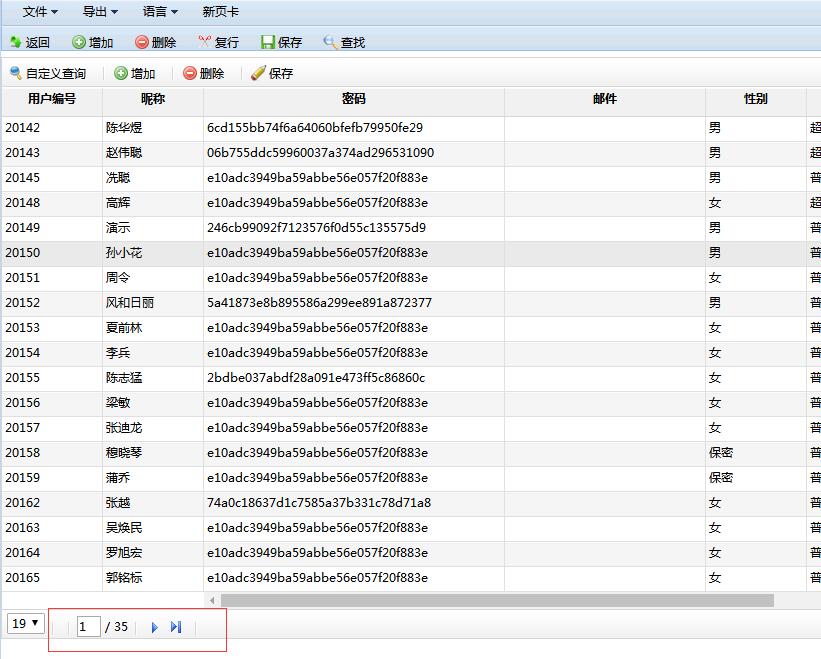 文件 导出 语言 新页卡
返回 增加 删除 复行 保存 查找
自定义查询 增加 删除 保存
用户编号 昵称 密码 邮件 性别
20142 陈华煜 6cd155bb74f6a64060bfefb79950fe29 男 超
20143 赵伟聪 06b755ddc59960037a374ad296531090 男 超
20145 冼聪 e10adc3949ba59abbe56e057f20f883e 男 普
20148 高辉 e10adc3949ba59abbe56e057f20f883e 女 超
20149 演示 246cb99092f7123576f0d55c135575d9 男 普
20150 孙小花 e10adc3949ba59abbe56e057f20f883e 男 普
20151 周令 e10adc3949ba59abbe56e057f20f883e 女 普
20152 风和日丽 5a41873e8b895586a299ee891a872377 男 普
20153 夏前林 e10adc3949ba59abbe56e057f20f883e 女 普
20154 李兵 e10adc3949ba59abbe56e057f20f883e 女 普
20155 陈志猛 2bdbe037abdf28a091e473ff5c86860c 女 普
20156 梁敏 e10adc3949ba59abbe56e057f20f883e 女 普
20157 张迪龙 e10adc3949ba59abbe56e057f20f883e 女 普
20158 穆晓琴 e10adc3949ba59abbe56e057f20f883e 保密 普
20159 蒲乔 e10adc3949ba59abbe56e057f20f883e 保密 普
20162 张越 74a0c18637d1c7585a37b331c78d71a8 女 普
20163 吴焕民 e10adc3949ba59abbe56e057f20f883e 女 普
20164 罗旭宏 e10adc3949ba59abbe56e057f20f883e 女 普
20165 郭铭标 e10adc3949ba59abbe56e057f20f883e 女 普
19 1 / 35